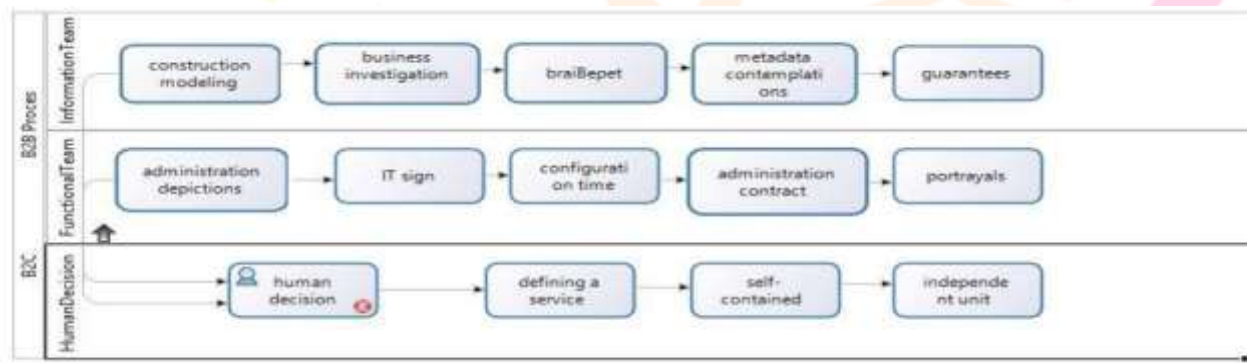 B2B Proces
B2C.
InformationTeam
construction
modeling
business
investigation
braiBepet
metadata
contemplati
ons
guarantees
FunctionalTeam
administration
depictions
IT sign
configurati
on time
administration
contract
portrayals
HumanDecision
human
decision
defining a
service
self-
contained
independe
nt unit